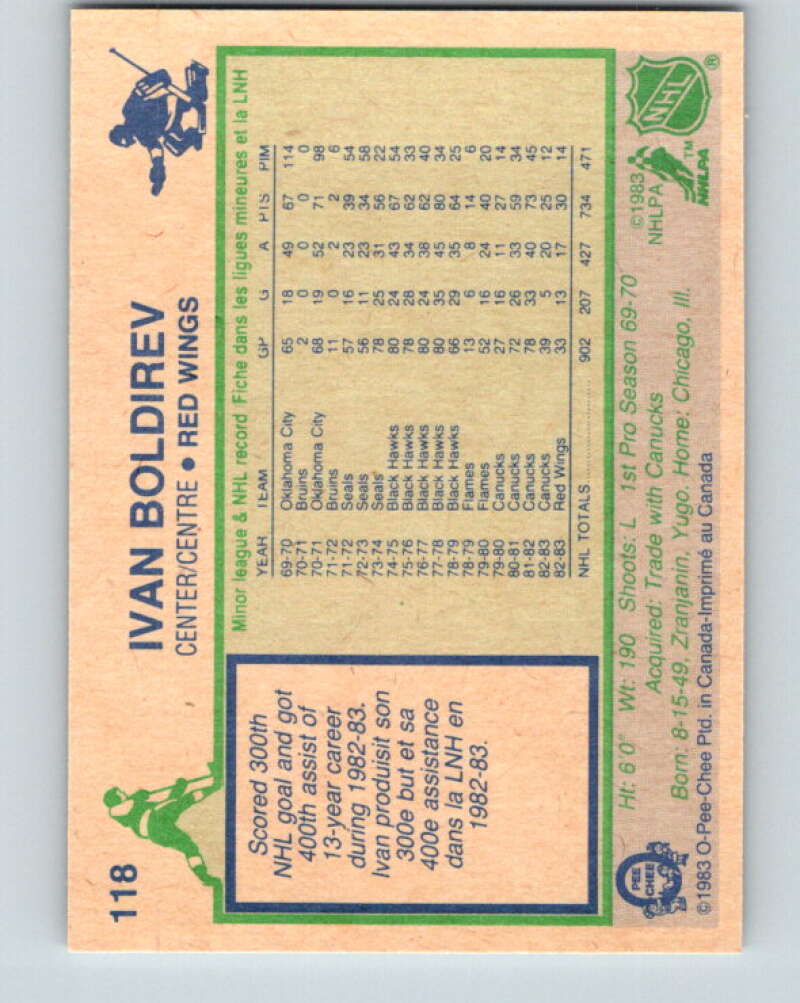 118
IVAN BOLDIREV
CENTER/CENTRE • RED WINGS
Scored 300th
NHL goal and got
400th assist of
13-year career
during 1982-83.
Ivan produisit son
300e but et sa
400e assistance
dans la LNH en
1982-83.
Minor league & NHL record Fiche dans les ligues mineures et la LNH
YEAR TEAM GP G A PTS PIM
69-70 Oklahoma City 65 18 49 67 114
70-71 Bruins 2 0 0 0 0
70-71 Oklahoma City 68 19 52 71 98
71-72 Bruins 11 0 2 2 6
71-72 Seals 57 16 23 39 54
72-73 Seals 56 11 23 34 58
73-74 Seals 78 25 31 56 22
74-75 Black Hawks 80 24 43 67 54
75-76 Black Hawks 78 28 34 62 33
76-77 Black Hawks 80 24 38 62 40
77-78 Black Hawks 80 35 45 80 34
78-79 Black Hawks 66 29 35 64 25
78-79 Flames 13 6 8 14 6
79-80 Flames 52 16 24 40 20
79-80 Canucks 27 16 11 27 14
80-81 Canucks 72 26 33 59 34
81-82 Canucks 78 33 40 73 45
82-83 Canucks 39 5 20 25 12
82-83 Red Wings 33 13 17 30 14
NHL TOTALS 902 207 427 734 471
Ht: 6'0" Wt: 190 Shoots: L 1st Pro Season 69-70
Acquired: Trade with Canucks
Born: 8-15-49, Zranjanin, Yugo. Home: Chicago, Ill.
©1983 O-Pee-Chee Ptd. in Canada-Imprimé au Canada
PEE
CHEE
©1983
NHLPA
NHLPA
TM
NHL
®